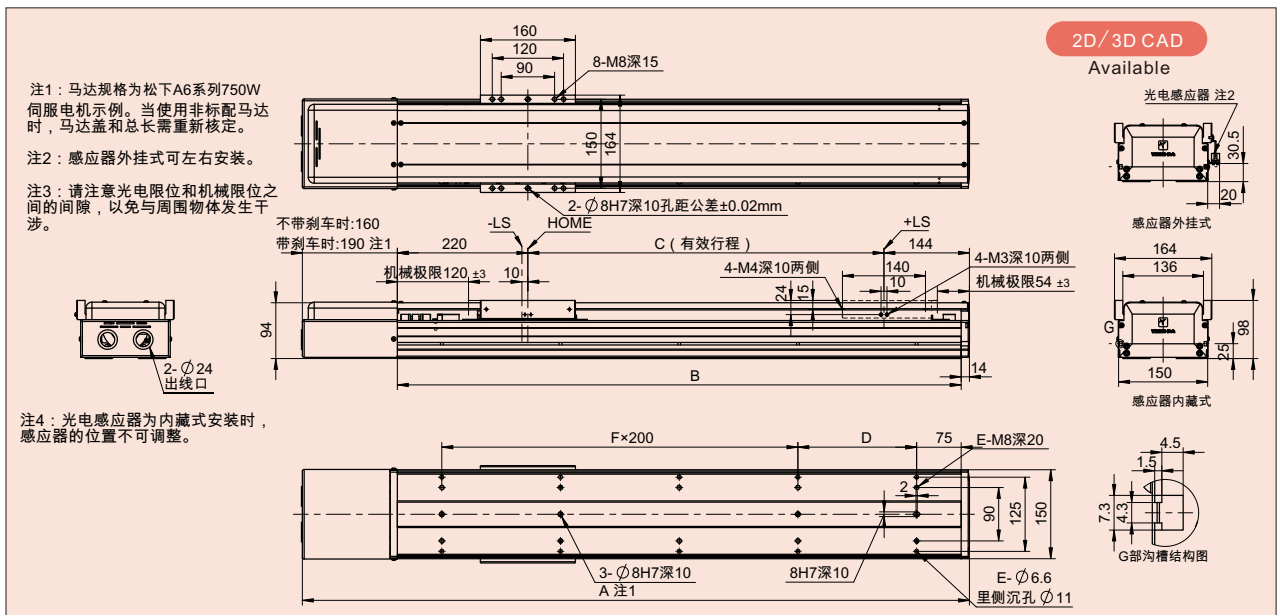 2D/3D CAD
Available
注1：马达规格为松下A6系列750W
伺服电机示例。当使用非标配马达
时，马达盖和总长需重新核定。
注2：感应器外挂式可左右安装。
注3：请注意光电限位和机械限位之
间的间隙，以免与周围物体发生干
涉。
160
120
90
8-M8深15
150
164
2-∅8H7深10孔距公差±0.02mm
光电感应器 注2
30.5
20
感应器外挂式
不带刹车时:160
带刹车时:190 注1
220
-LS
HOME
C（有效行程）
+LS
144
机械极限120 ±3
10
4-M4深10两侧
140
10
4-M3深10两侧
机械极限54 ±3
24
15
94
2-∅24
出线口
B
14
164
136
G
98
25
150
感应器内藏式
注4：光电感应器为内藏式安装时，
感应器的位置不可调整。
F×200
D
75
E-M8深20
2
90
125
150
3-∅8H7深10
8H7深10
E-∅6.6
里侧沉孔∅11
A 注1
4.5
1.5
7.3
4.3
G部沟槽结构图